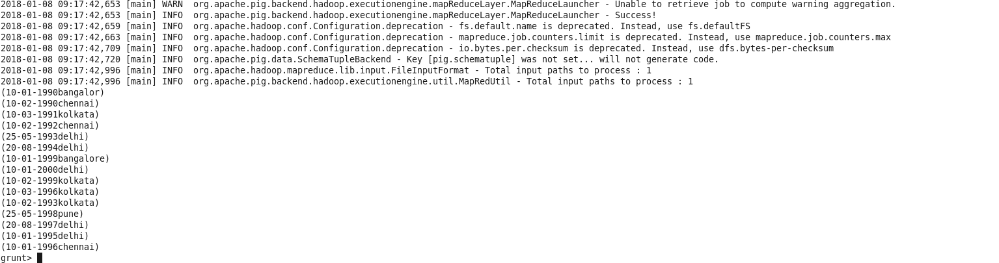 2018-01-08 09:17:42,653 [main] WARN  org.apache.pig.backend.hadoop.executionengine.mapReduceLayer.MapReduceLauncher - Unable to retrieve job to compute warning aggregation.
2018-01-08 09:17:42,653 [main] INFO  org.apache.pig.backend.hadoop.executionengine.mapReduceLayer.MapReduceLauncher - Success!
2018-01-08 09:17:42,659 [main] INFO  org.apache.hadoop.conf.Configuration.deprecation - fs.default.name is deprecated. Instead, use fs.defaultFS
2018-01-08 09:17:42,663 [main] INFO  org.apache.hadoop.conf.Configuration.deprecation - mapreduce.job.counters.limit is deprecated. Instead, use mapreduce.job.counters.max
2018-01-08 09:17:42,709 [main] INFO  org.apache.hadoop.conf.Configuration.deprecation - io.bytes.per.checksum is deprecated. Instead, use dfs.bytes-per-checksum
2018-01-08 09:17:42,720 [main] INFO  org.apache.pig.data.SchemaTupleBackend - Key [pig.schematuple] was not set... will not generate code.
2018-01-08 09:17:42,996 [main] INFO  org.apache.hadoop.mapreduce.lib.input.FileInputFormat - Total input paths to process : 1
2018-01-08 09:17:42,996 [main] INFO  org.apache.pig.backend.hadoop.executionengine.util.MapRedUtil - Total input paths to process : 1
(10-01-1990bangalor)
(10-02-1990chennai)
(10-03-1991kolkata)
(10-02-1992chennai)
(25-05-1993delhi)
(20-08-1994delhi)
(10-01-1999bangalore)
(10-01-2000delhi)
(10-02-1999kolkata)
(10-03-1996kolkata)
(10-02-1993kolkata)
(25-05-1998pune)
(20-08-1997delhi)
(10-01-1995delhi)
(10-01-1996chennai)
grunt>